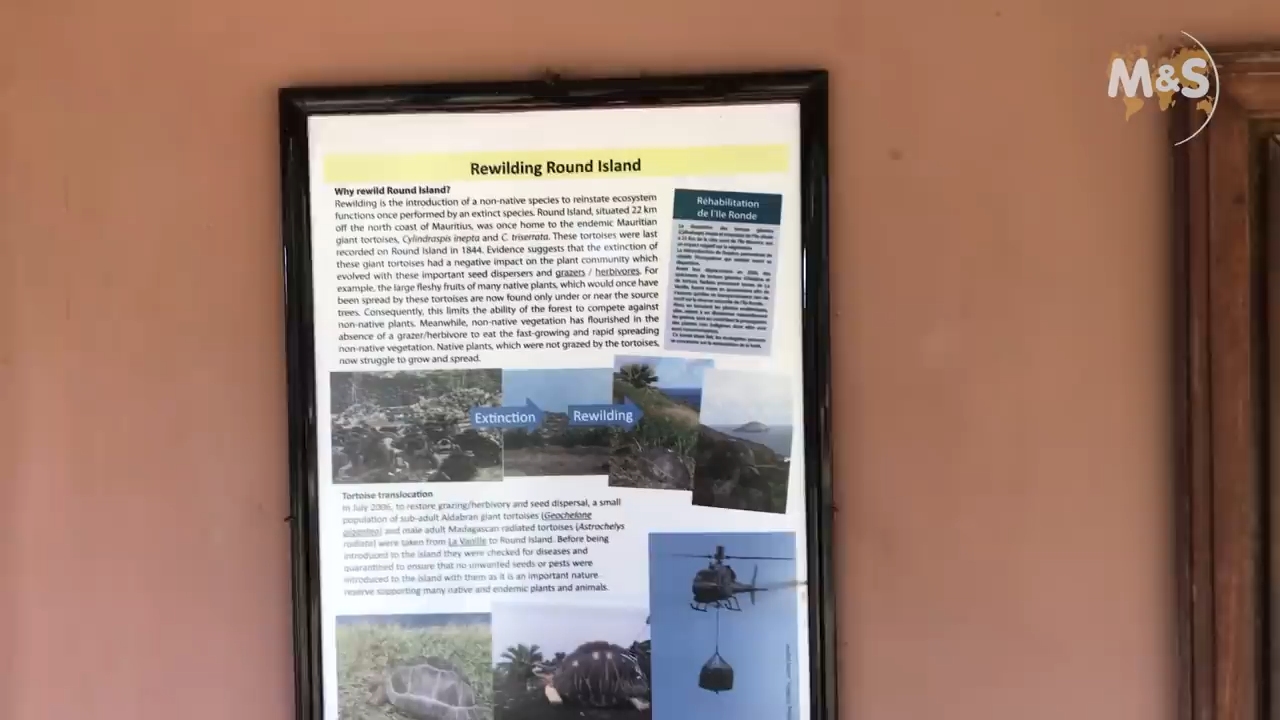 M&S
Rewilding Round Island
Why rewild Round Island?
Rewilding is the introduction of a non-native species to reinstate ecosystem
functions once performed by an extinct species. Round Island, situated 22 km
off the north coast of Mauritius, was once home to the endemic Mauritian
giant tortoises, Cylindraspis inepta and C. triserrata. These tortoises were last
recorded on Round Island in 1844. Evidence suggests that the extinction of
these giant tortoises had a negative impact on the plant community which
evolved with these important seed dispersers and grazers / herbivores. For
example, the large fleshy fruits of many native plants, which would once have
been spread by these tortoises are now found only under or near the source
trees. Consequently, this limits the ability of the forest to compete against
non-native plants. Meanwhile, non-native vegetation has flourished in the
absence of a grazer/herbivore to eat the fast-growing and rapid spreading
non-native vegetation. Native plants, which were not grazed by the tortoises,
now struggle to grow and spread.
Réhabilitation
de l'Ile Ronde
Extinction
Rewilding
Tortoise translocation
In July 2006, to restore grazing/herbivory and seed dispersal, a small
population of sub-adult Aldabran giant tortoises (Geochelone
gigantea) and male adult Madagascan radiated tortoises (Astrochelys
radiata) were taken from La Vanille to Round Island. Before being
introduced to the island they were checked for diseases and
quarantined to ensure that no unwanted seeds or pests were
introduced to the island with them as it is an important nature
reserve supporting many native and endemic plants and animals.